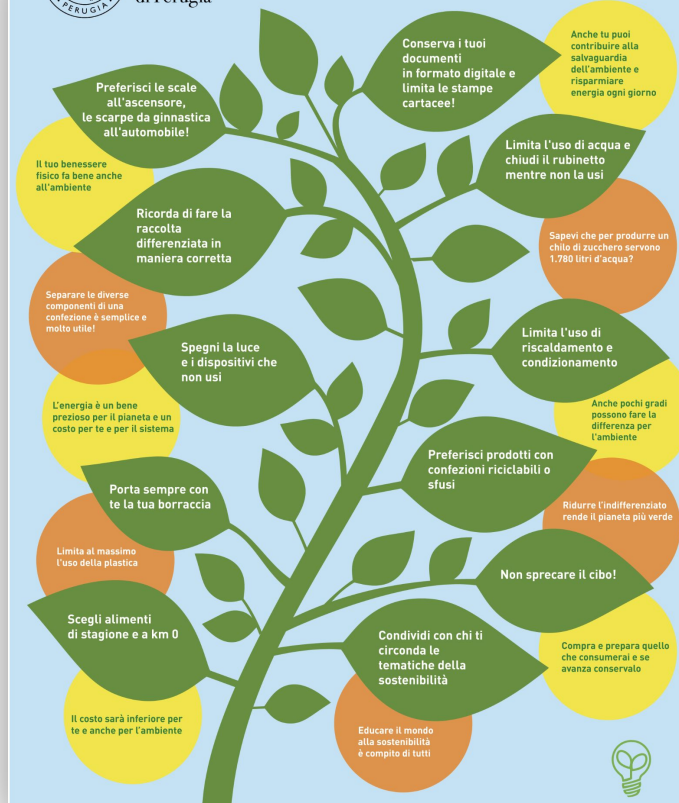 PERUGIA
di Perugia
Preferisci le scale
all'ascensore,
le scarpe da ginnastica
all'automobile!
Il tuo benessere
fisico fa bene anche
all'ambiente
Ricorda di fare la
raccolta
differenziata in
maniera corretta
Separare le diverse
componenti di una
confezione è semplice e
molto utile!
Spegni la luce
e i dispositivi che
non usi
L'energia è un bene
prezioso per il pianeta e un
costo per te e per il sistema
Porta sempre con
te la tua borraccia
Limita al massimo
l'uso della plastica
Scegli alimenti
di stagione e a km 0
Il costo sarà inferiore per
te e anche per l'ambiente
Conserva i tuoi
documenti
in formato digitale e
limita le stampe
cartacee!
Anche tu puoi
contribuire alla
salvaguardia
dell'ambiente e
risparmiare
energia ogni giorno
Limita l'uso di acqua e
chiudi il rubinetto
mentre non la usi
Sapevi che per produrre un
chilo di zucchero servono
1.780 litri d'acqua?
Limita l'uso di
riscaldamento e
condizionamento
Anche pochi gradi
possono fare la
differenza per
l'ambiente
Preferisci prodotti con
confezioni riciclabili o
sfusi
Ridurre l'indifferenziato
rende il pianeta più verde
Non sprecare il cibo!
Compra e prepara quello
che consumerai e se
avanza conservalo
Condividi con chi ti
circonda le
tematiche della
sostenibilità
Educare il mondo
alla sostenibilità
è compito di tutti